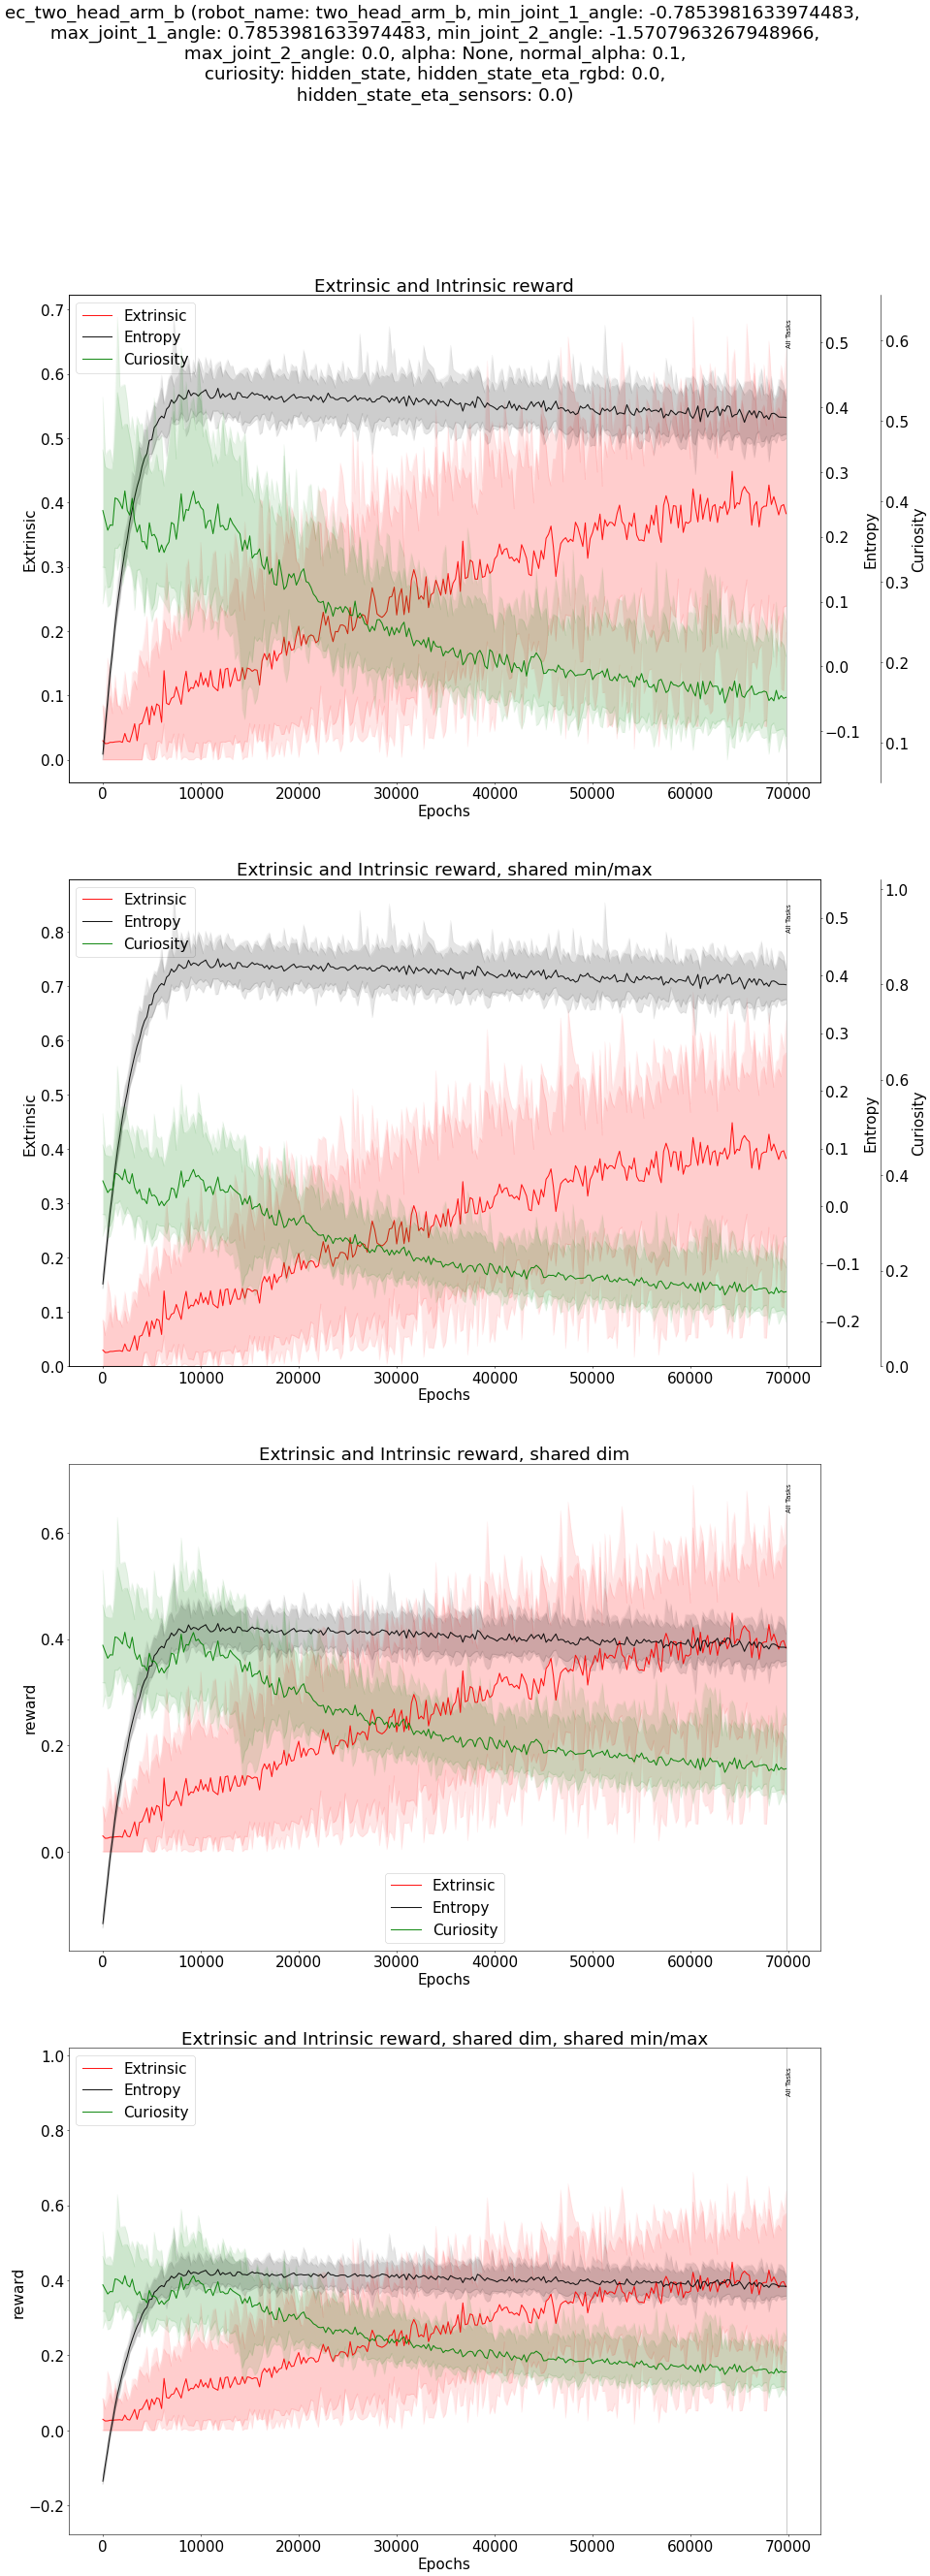 ec_two_head_arm_b (robot_name: two_head_arm_b, min_joint_1_angle: -0.7853981633974483,
max_joint_1_angle: 0.7853981633974483, min_joint_2_angle: -1.5707963267948966,
max_joint_2_angle: 0.0, alpha: None, normal_alpha: 0.1,
curiosity: hidden_state, hidden_state_eta_rgbd: 0.0,
hidden_state_eta_sensors: 0.0)
Extrinsic and Intrinsic reward
Extrinsic
Entropy
Curiosity
All Tasks
0.7
0.6
0.5
0.4
0.3
0.2
0.1
0.0
Extrinsic
0.5
0.4
0.3
0.2
0.1
0.0
−0.1
Entropy
0.6
0.5
0.4
0.3
0.2
0.1
Curiosity
0 10000 20000 30000 40000 50000 60000 70000
Epochs
Extrinsic and Intrinsic reward, shared min/max
Extrinsic
Entropy
Curiosity
All Tasks
0.8
0.7
0.6
0.5
0.4
0.3
0.2
0.1
0.0
Extrinsic
0.5
0.4
0.3
0.2
0.1
0.0
−0.1
−0.2
Entropy
1.0
0.8
0.6
0.4
0.2
0.0
Curiosity
0 10000 20000 30000 40000 50000 60000 70000
Epochs
Extrinsic and Intrinsic reward, shared dim
All Tasks
0.6
0.4
0.2
0.0
reward
Extrinsic
Entropy
Curiosity
0 10000 20000 30000 40000 50000 60000 70000
Epochs
Extrinsic and Intrinsic reward, shared dim, shared min/max
Extrinsic
Entropy
Curiosity
All Tasks
1.0
0.8
0.6
0.4
0.2
0.0
−0.2
reward
0 10000 20000 30000 40000 50000 60000 70000
Epochs